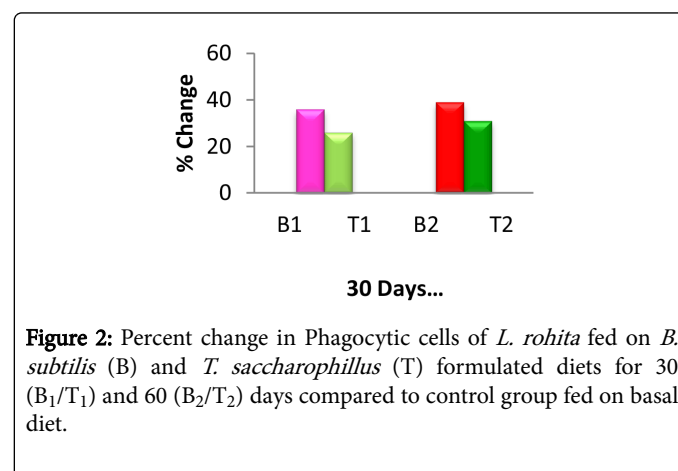 60
40
20
0
% Change
B1 T1 B2 T2
30 Days...
Figure 2: Percent change in Phagocytic cells of L. rohita fed on B.
subtilis (B) and T. saccharophillus (T) formulated diets for 30
(B₁/T₁) and 60 (B₂/T₂) days compared to control group fed on basal
diet.